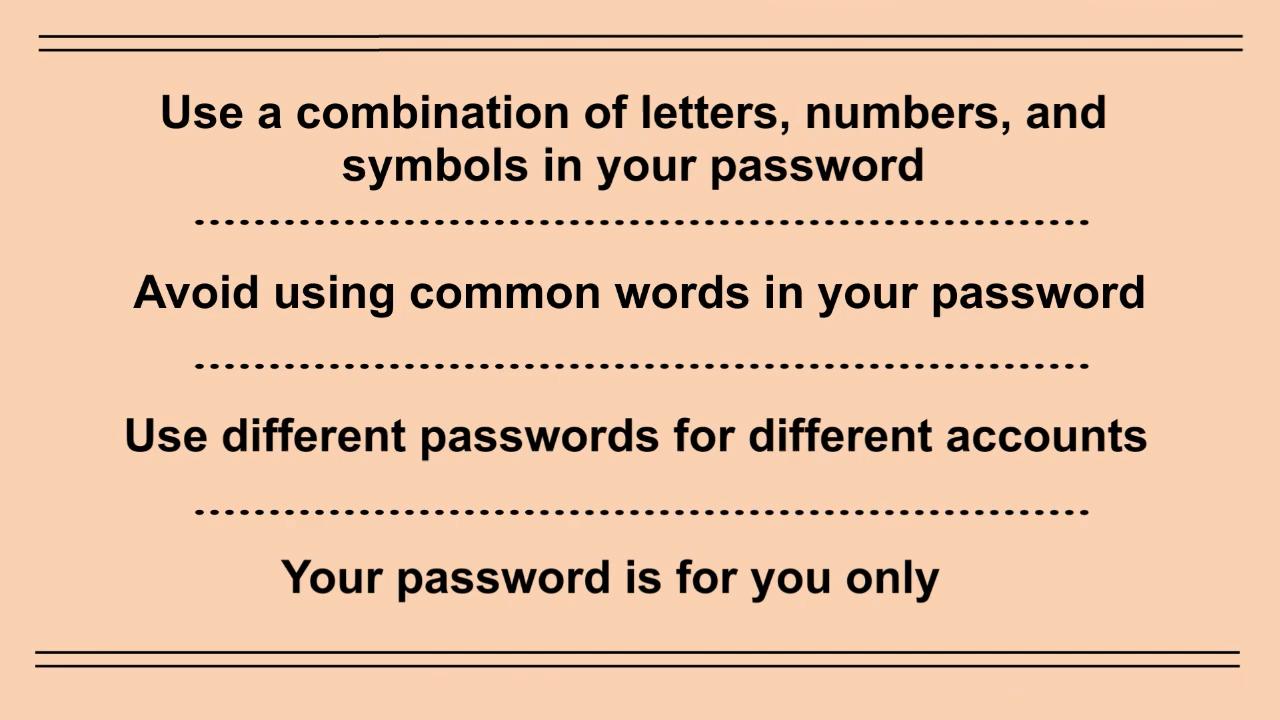 Use a combination of letters, numbers, and
symbols in your password
Avoid using common words in your password
Use different passwords for different accounts
Your password is for you only